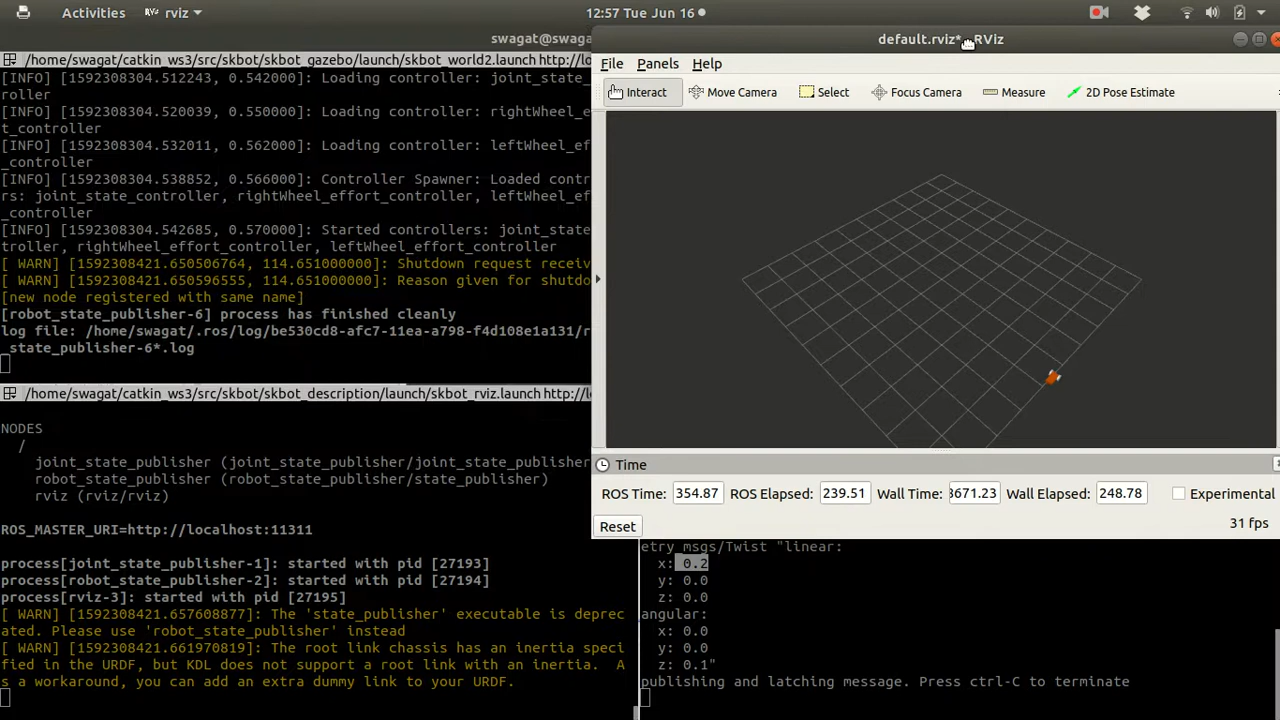 Activities rviz 12:57 Tue Jun 16
swagat@swaga
/home/swagat/catkin_ws3/src/skbot/skbot_gazebo/launch/skbot_world2.launch http://lo
[INFO] [1592308304.512243, 0.542000]: Loading controller: joint_state_
roller
[INFO] [1592308304.520039, 0.550000]: Loading controller: rightWheel_e
t_controller
[INFO] [1592308304.532011, 0.562000]: Loading controller: leftWheel_ef
_controller
[INFO] [1592308304.538852, 0.566000]: Controller Spawner: Loaded contr
rs: joint_state_controller, rightWheel_effort_controller, leftWheel_ef
_controller
[INFO] [1592308304.542685, 0.570000]: Started controllers: joint_state
troller, rightWheel_effort_controller, leftWheel_effort_controller
[ WARN] [1592308421.650506764, 114.651000000]: Shutdown request receiv
[ WARN] [1592308421.650596555, 114.651000000]: Reason given for shutdo
[new node registered with same name]
[robot_state_publisher-6] process has finished cleanly
log file: /home/swagat/.ros/log/be530cd8-afc7-11ea-a798-f4d108e1a131/r
_state_publisher-6*.log
/home/swagat/catkin_ws3/src/skbot/skbot_description/launch/skbot_rviz.launch http://lo
NODES
/
joint_state_publisher (joint_state_publisher/joint_state_publisher
robot_state_publisher (robot_state_publisher/state_publisher)
rviz (rviz/rviz)
ROS_MASTER_URI=http://localhost:11311
process[joint_state_publisher-1]: started with pid [27193]
process[robot_state_publisher-2]: started with pid [27194]
process[rviz-3]: started with pid [27195]
[ WARN] [1592308421.657608877]: The 'state_publisher' executable is deprec
ated. Please use 'robot_state_publisher' instead
[ WARN] [1592308421.661970819]: The root link chassis has an inertia speci
fied in the URDF, but KDL does not support a root link with an inertia.  A
s a workaround, you can add an extra dummy link to your URDF.
default.rviz* - RViz
File Panels Help
Interact Move Camera Select Focus Camera Measure 2D Pose Estimate
Time
ROS Time: 354.87 ROS Elapsed: 239.51 Wall Time: 3671.23 Wall Elapsed: 248.78 Experimental
Reset 31 fps
etry_msgs/Twist "linear:
x: 0.2
y: 0.0
z: 0.0
angular:
x: 0.0
y: 0.0
z: 0.1"
publishing and latching message. Press ctrl-C to terminate